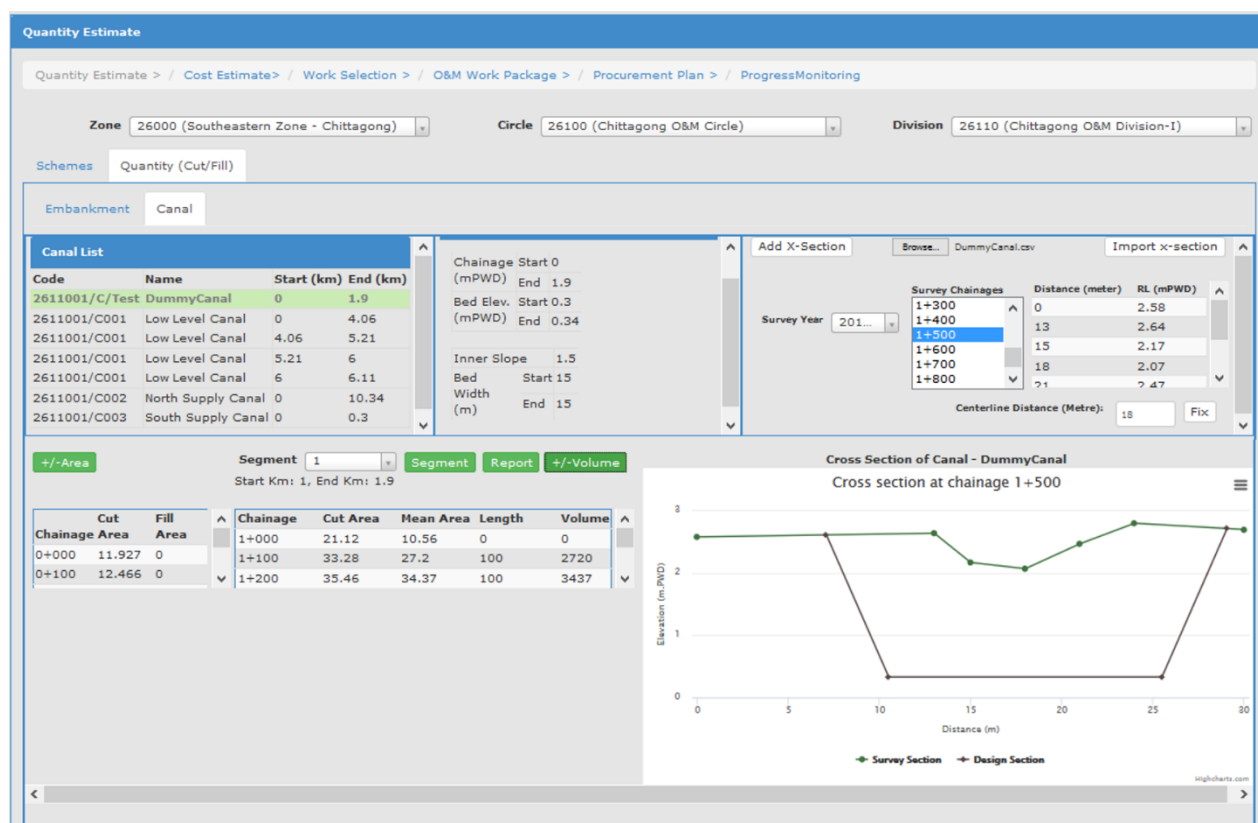 Quantity Estimate
Quantity Estimate > / Cost Estimate> / Work Selection > / O&M Work Package > / Procurement Plan > / ProgressMonitoring
Zone 26000 (Southeastern Zone - Chittagong) Circle 26100 (Chittagong O&M Circle) Division 26110 (Chittagong O&M Division-I)
Schemes Quantity (Cut/Fill)
Embankment Canal
Canal List
Code Name Start (km) End (km)
2611001/C/Test DummyCanal 0 1.9
2611001/C001 Low Level Canal 0 4.06
2611001/C001 Low Level Canal 4.06 5.21
2611001/C001 Low Level Canal 5.21 6
2611001/C001 Low Level Canal 6 6.11
2611001/C002 North Supply Canal 0 10.34
2611001/C003 South Supply Canal 0 0.3
Chainage Start 0
(mPWD) End 1.9
Bed Elev. Start 0.3
(mPWD) End 0.34
Inner Slope 1.5
Bed Start 15
Width
(m) End 15
Add X-Section Browse... DummyCanal.csv Import x-section
Survey Year 201...
Survey Chainages
1+300
1+400
1+500
1+600
1+700
1+800
Distance (meter) RL (mPWD)
0 2.58
13 2.64
15 2.17
18 2.07
21 2.47
Centerline Distance (Metre): 18 Fix
+/-Area
Segment 1 Segment Report +/-Volume
Start Km: 1, End Km: 1.9
Cut Fill
Chainage Area Area
0+000 11.927 0
0+100 12.466 0
Chainage Cut Area Mean Area Length Volume
1+000 21.12 10.56 0 0
1+100 33.28 27.2 100 2720
1+200 35.46 34.37 100 3437
Cross Section of Canal - DummyCanal
Cross section at chainage 1+500
Elevation (m.PWD)
3
2
1
0
0 5 10 15 20 25 30
Distance (m)
Survey Section Design Section
Highcharts.com